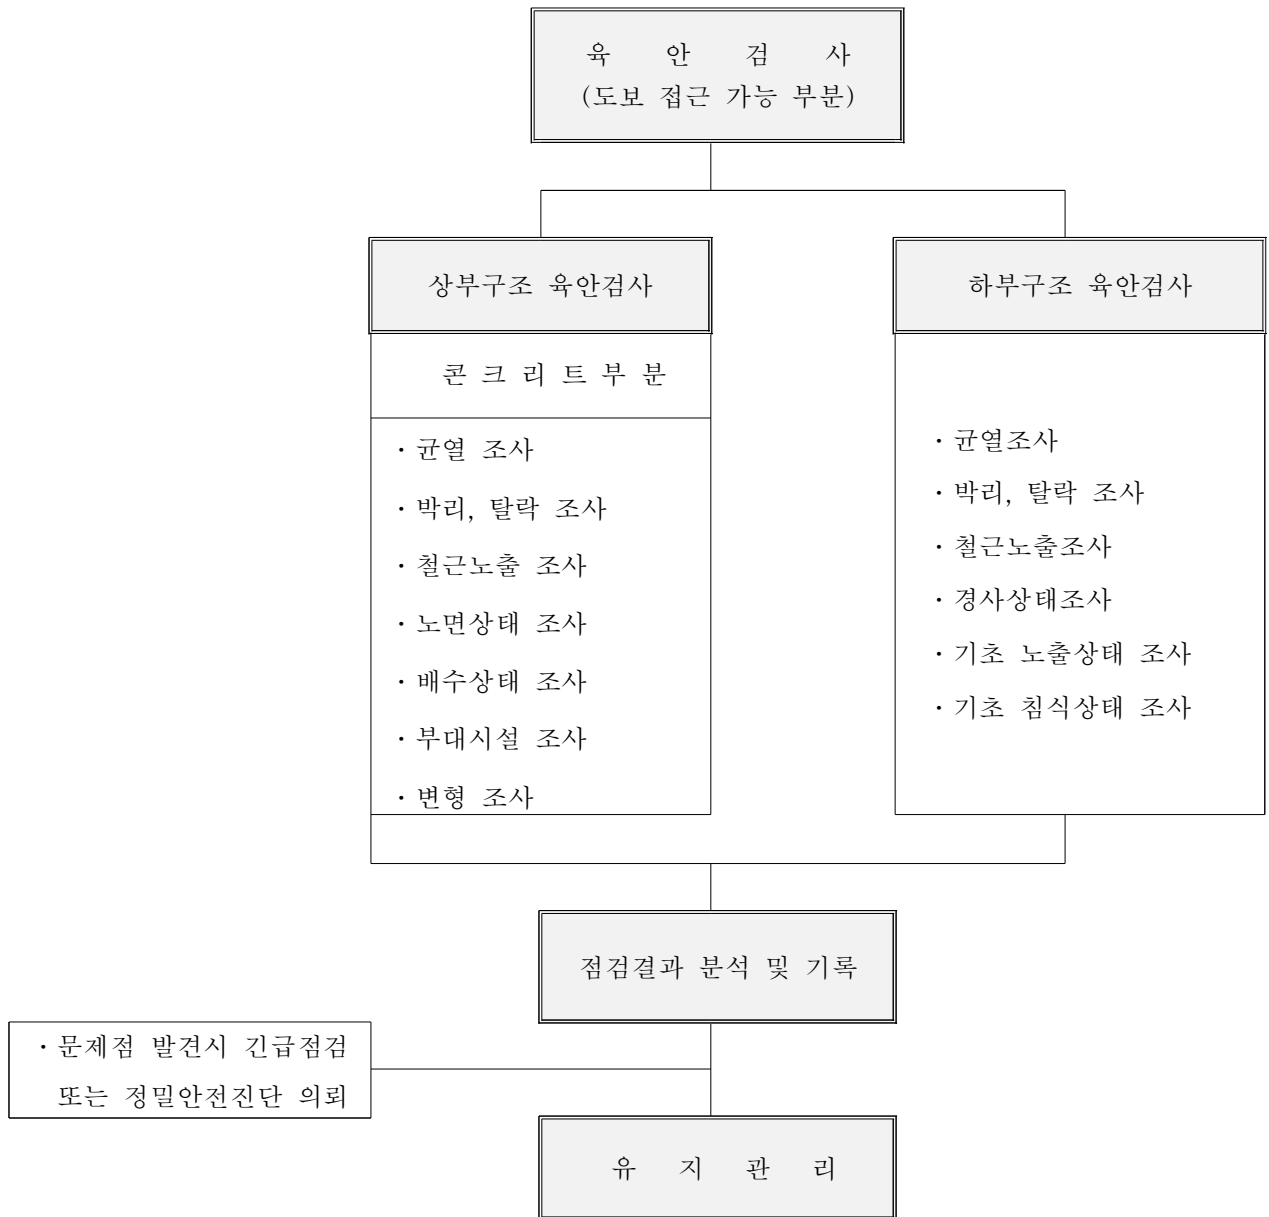 육 안 검 사
(도보 접근 가능 부분)
상부구조 육안검사
콘 크 리 트 부 분
· 균열 조사
· 박리, 탈락 조사
· 철근노출 조사
· 노면상태 조사
· 배수상태 조사
· 부대시설 조사
· 변형 조사
하부구조 육안검사
· 균열조사
· 박리, 탈락 조사
· 철근노출조사
· 경사상태조사
· 기초 노출상태 조사
· 기초 침식상태 조사
점검결과 분석 및 기록
· 문제점 발견시 긴급점검
또는 정밀안전진단 의뢰
유 지 관 리